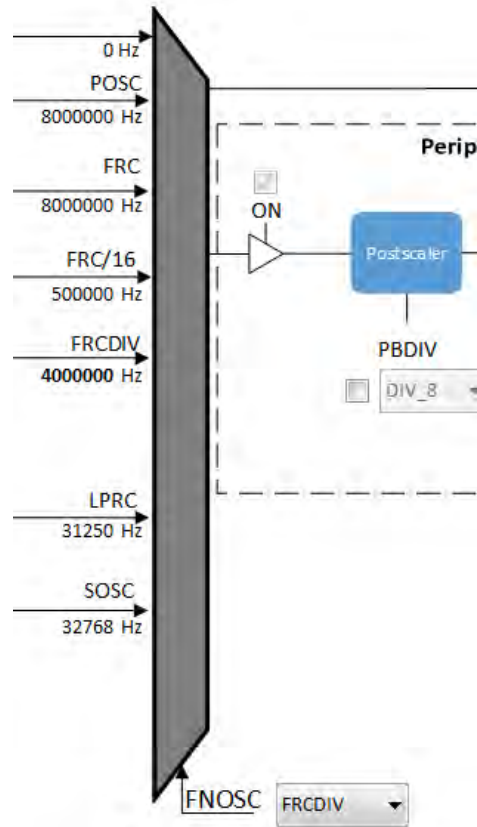 0 Hz
POSC
8000000 Hz
Perip
FRC
8000000 Hz
ON
FRC/16
500000 Hz
Postscaler
FRCDIV
4000000 Hz
PBDIV
DIV_8
LPRC
31250 Hz
SOSC
32768 Hz
FNOSC
FRCDIV